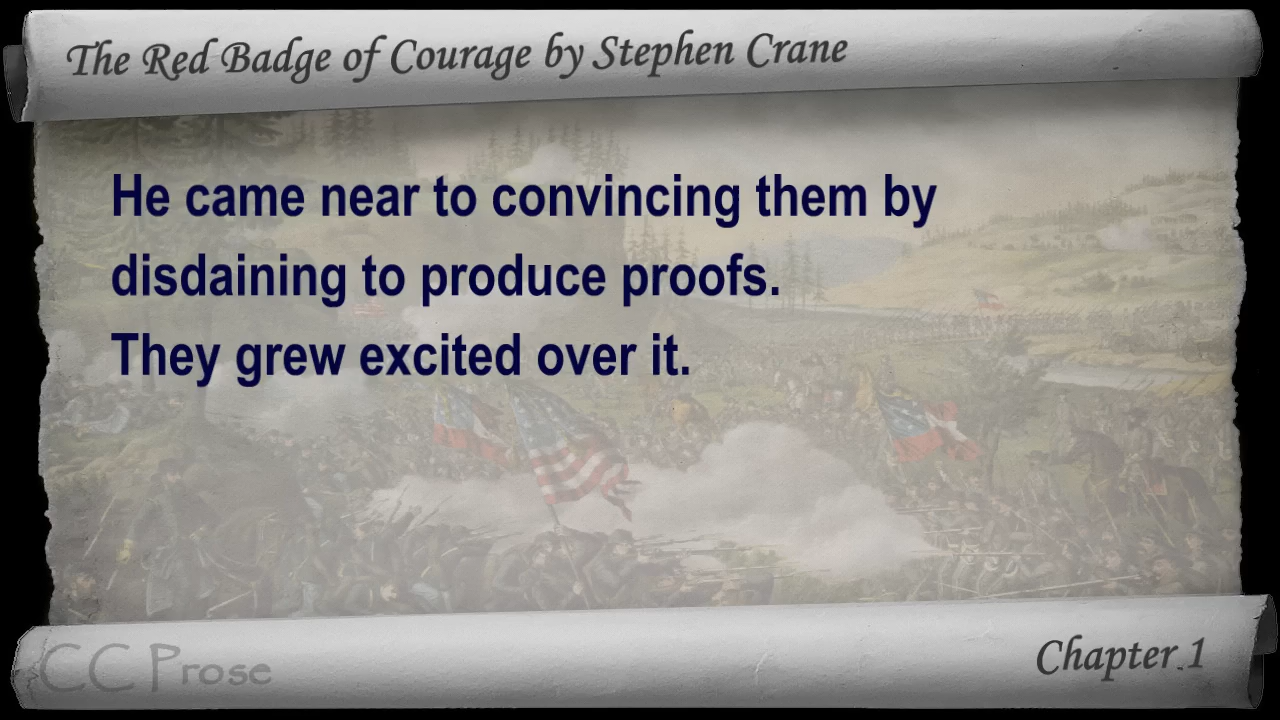 The Red Badge of Courage by Stephen Crane
He came near to convincing them by
disdaining to produce proofs.
They grew excited over it.
CC Prose
Chapter 1